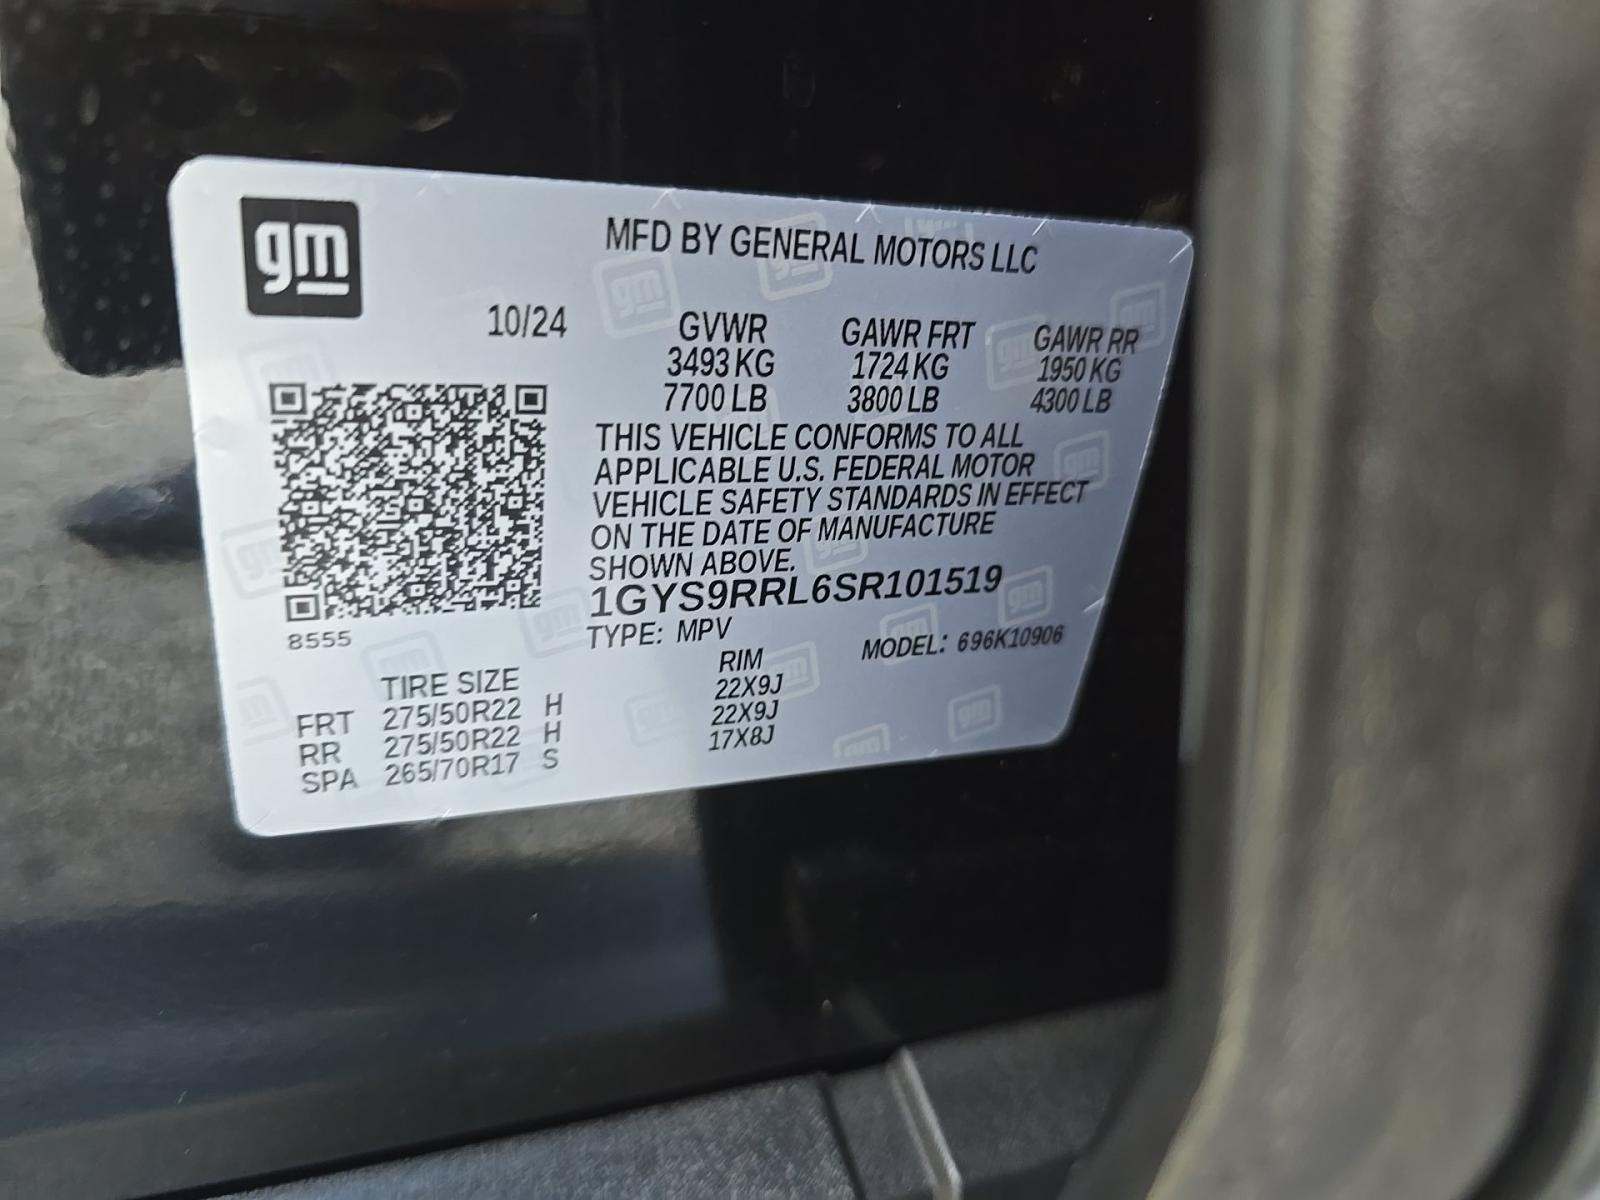 gm
MFD BY GENERAL MOTORS LLC
10/24 GVWR GAWR FRT GAWR RR
3493 KG 1724 KG 1950 KG
7700 LB 3800 LB 4300 LB
THIS VEHICLE CONFORMS TO ALL
APPLICABLE U.S. FEDERAL MOTOR
VEHICLE SAFETY STANDARDS IN EFFECT
ON THE DATE OF MANUFACTURE
SHOWN ABOVE.
1GYS9RRL6SR101519
8555
TYPE: MPV MODEL: 696K10906
TIRE SIZE RIM
FRT 275/50R22 H 22X9J
RR 275/50R22 H 22X9J
SPA 265/70R17 S 17X8J